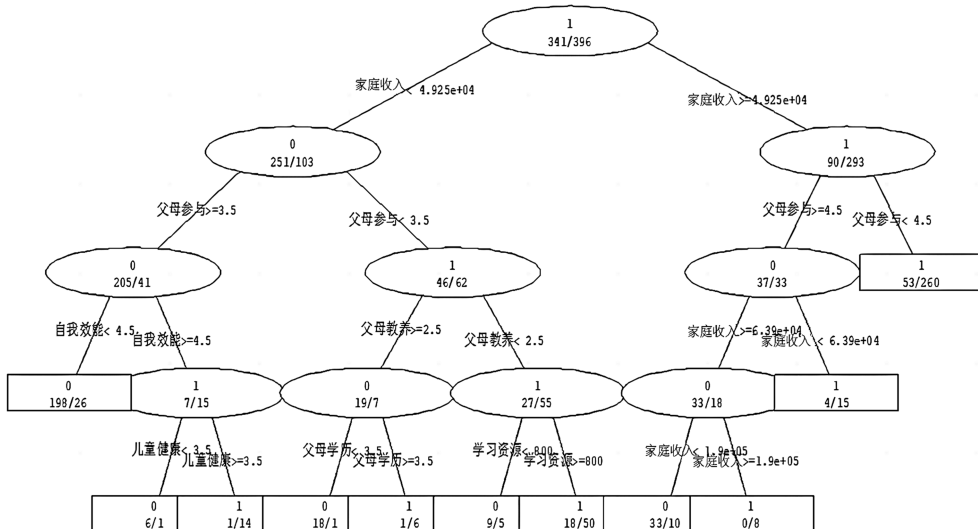 1
341/396
家庭收入< 4.925e+04
家庭收入>=4.925e+04
0
251/103
1
90/293
父母参与>=3.5
父母参与< 3.5
父母参与>=4.5
父母参与< 4.5
0
205/41
1
46/62
0
37/33
1
53/260
自我效能< 4.5
自我效能>=4.5
父母教养>=2.5
父母教养< 2.5
家庭收入>=6.39e+04
家庭收入< 6.39e+04
0
198/26
1
7/15
0
19/7
1
27/55
0
33/18
1
4/15
儿童健康< 3.5
儿童健康>=3.5
父母学历< 3.5
父母学历>=3.5
学习资源< 800
学习资源>=800
家庭收入< 1.9e+05
家庭收入>=1.9e+05
0
6/1
1
1/14
0
18/1
1
1/6
0
9/5
1
18/50
0
33/10
1
0/8